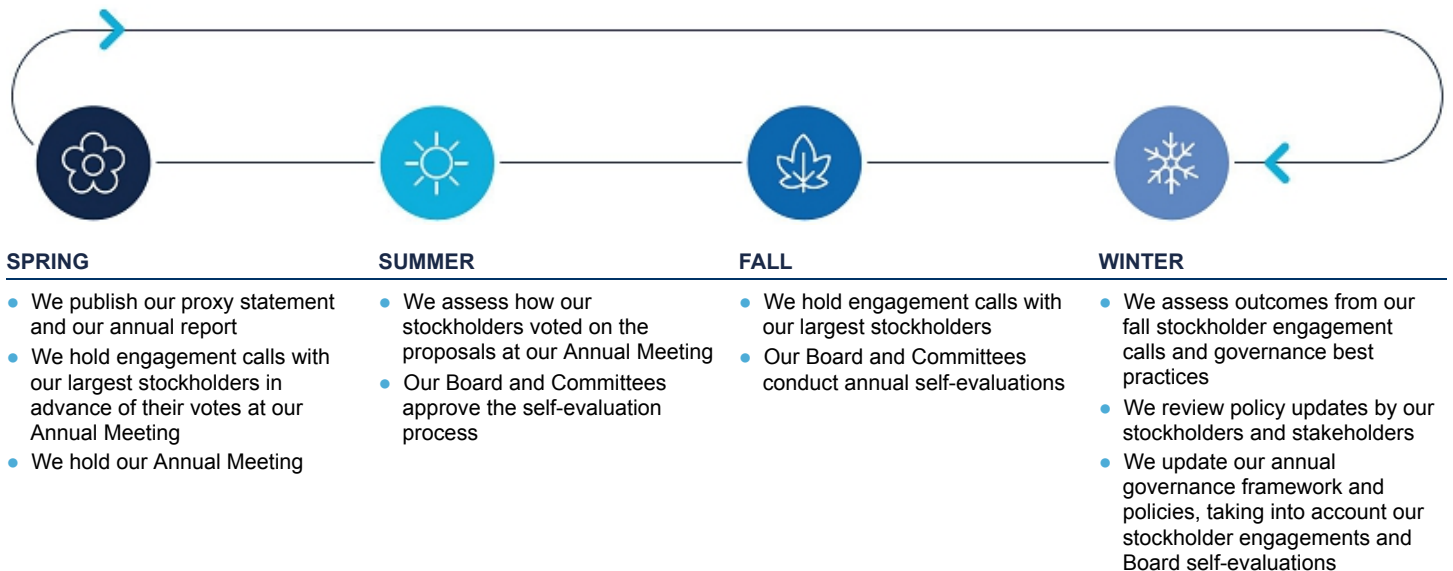 SPRING
● We publish our proxy statement
and our annual report
● We hold engagement calls with
our largest stockholders in
advance of their votes at our
Annual Meeting
● We hold our Annual Meeting
SUMMER
● We assess how our
stockholders voted on the
proposals at our Annual Meeting
● Our Board and Committees
approve the self-evaluation
process
FALL
● We hold engagement calls with
our largest stockholders
● Our Board and Committees
conduct annual self-evaluations
WINTER
● We assess outcomes from our
fall stockholder engagement
calls and governance best
practices
● We review policy updates by our
stockholders and stakeholders
● We update our annual
governance framework and
policies, taking into account our
stockholder engagements and
Board self-evaluations